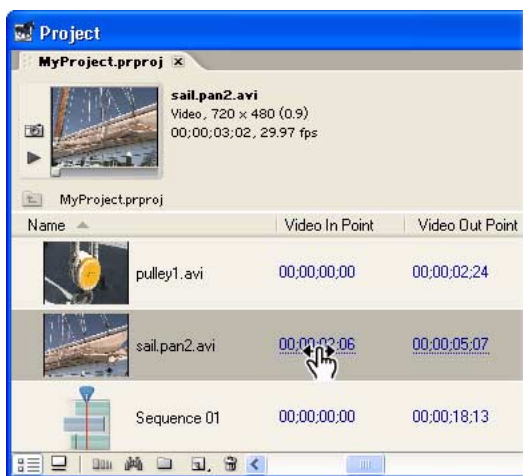 Project
MyProject.prproj
sail.pan2.avi
Video, 720 x 480 (0.9)
00;00;03;02, 29.97 fps
MyProject.prproj
Name Video In Point Video Out Point
pulley1.avi 00;00;00;00 00;00;02;24
sail.pan2.avi 00;00;02;06 00;00;05;07
Sequence 01 00;00;00;00 00;00;18;13